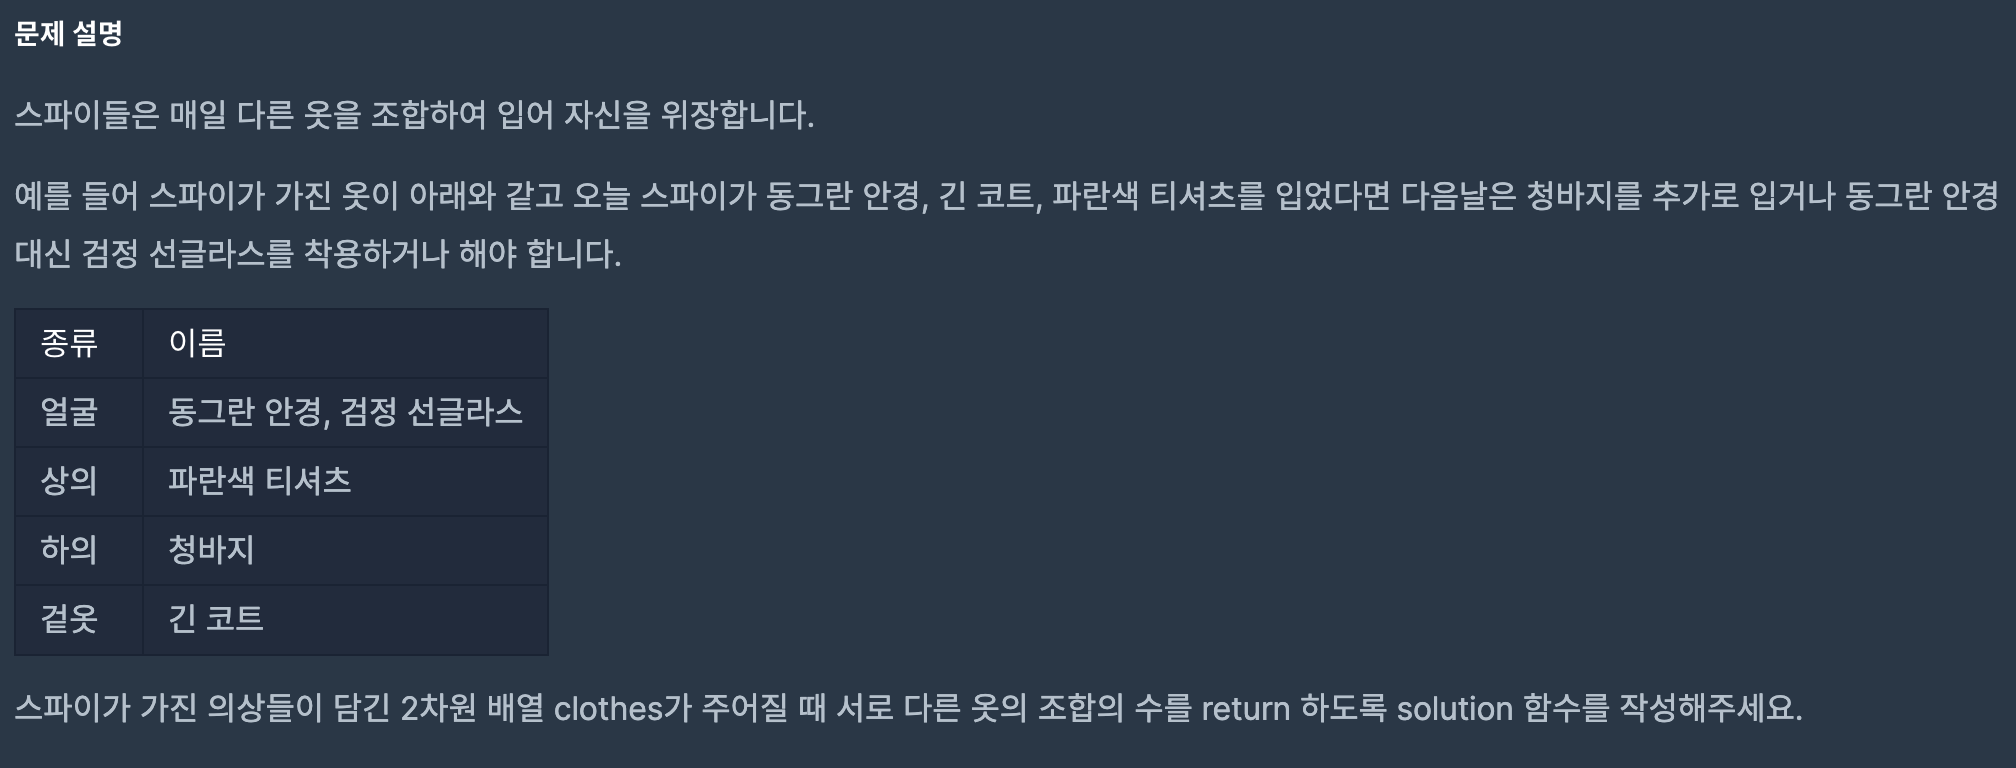 문제 설명
스파이들은 매일 다른 옷을 조합하여 입어 자신을 위장합니다.
예를 들어 스파이가 가진 옷이 아래와 같고 오늘 스파이가 동그란 안경, 긴 코트, 파란색 티셔츠를 입었다면 다음날은 청바지를 추가로 입거나 동그란 안경
대신 검정 선글라스를 착용하거나 해야 합니다.
종류 이름
얼굴 동그란 안경, 검정 선글라스
상의 파란색 티셔츠
하의 청바지
겉옷 긴 코트
스파이가 가진 의상들이 담긴 2차원 배열 clothes가 주어질 때 서로 다른 옷의 조합의 수를 return 하도록 solution 함수를 작성해주세요.